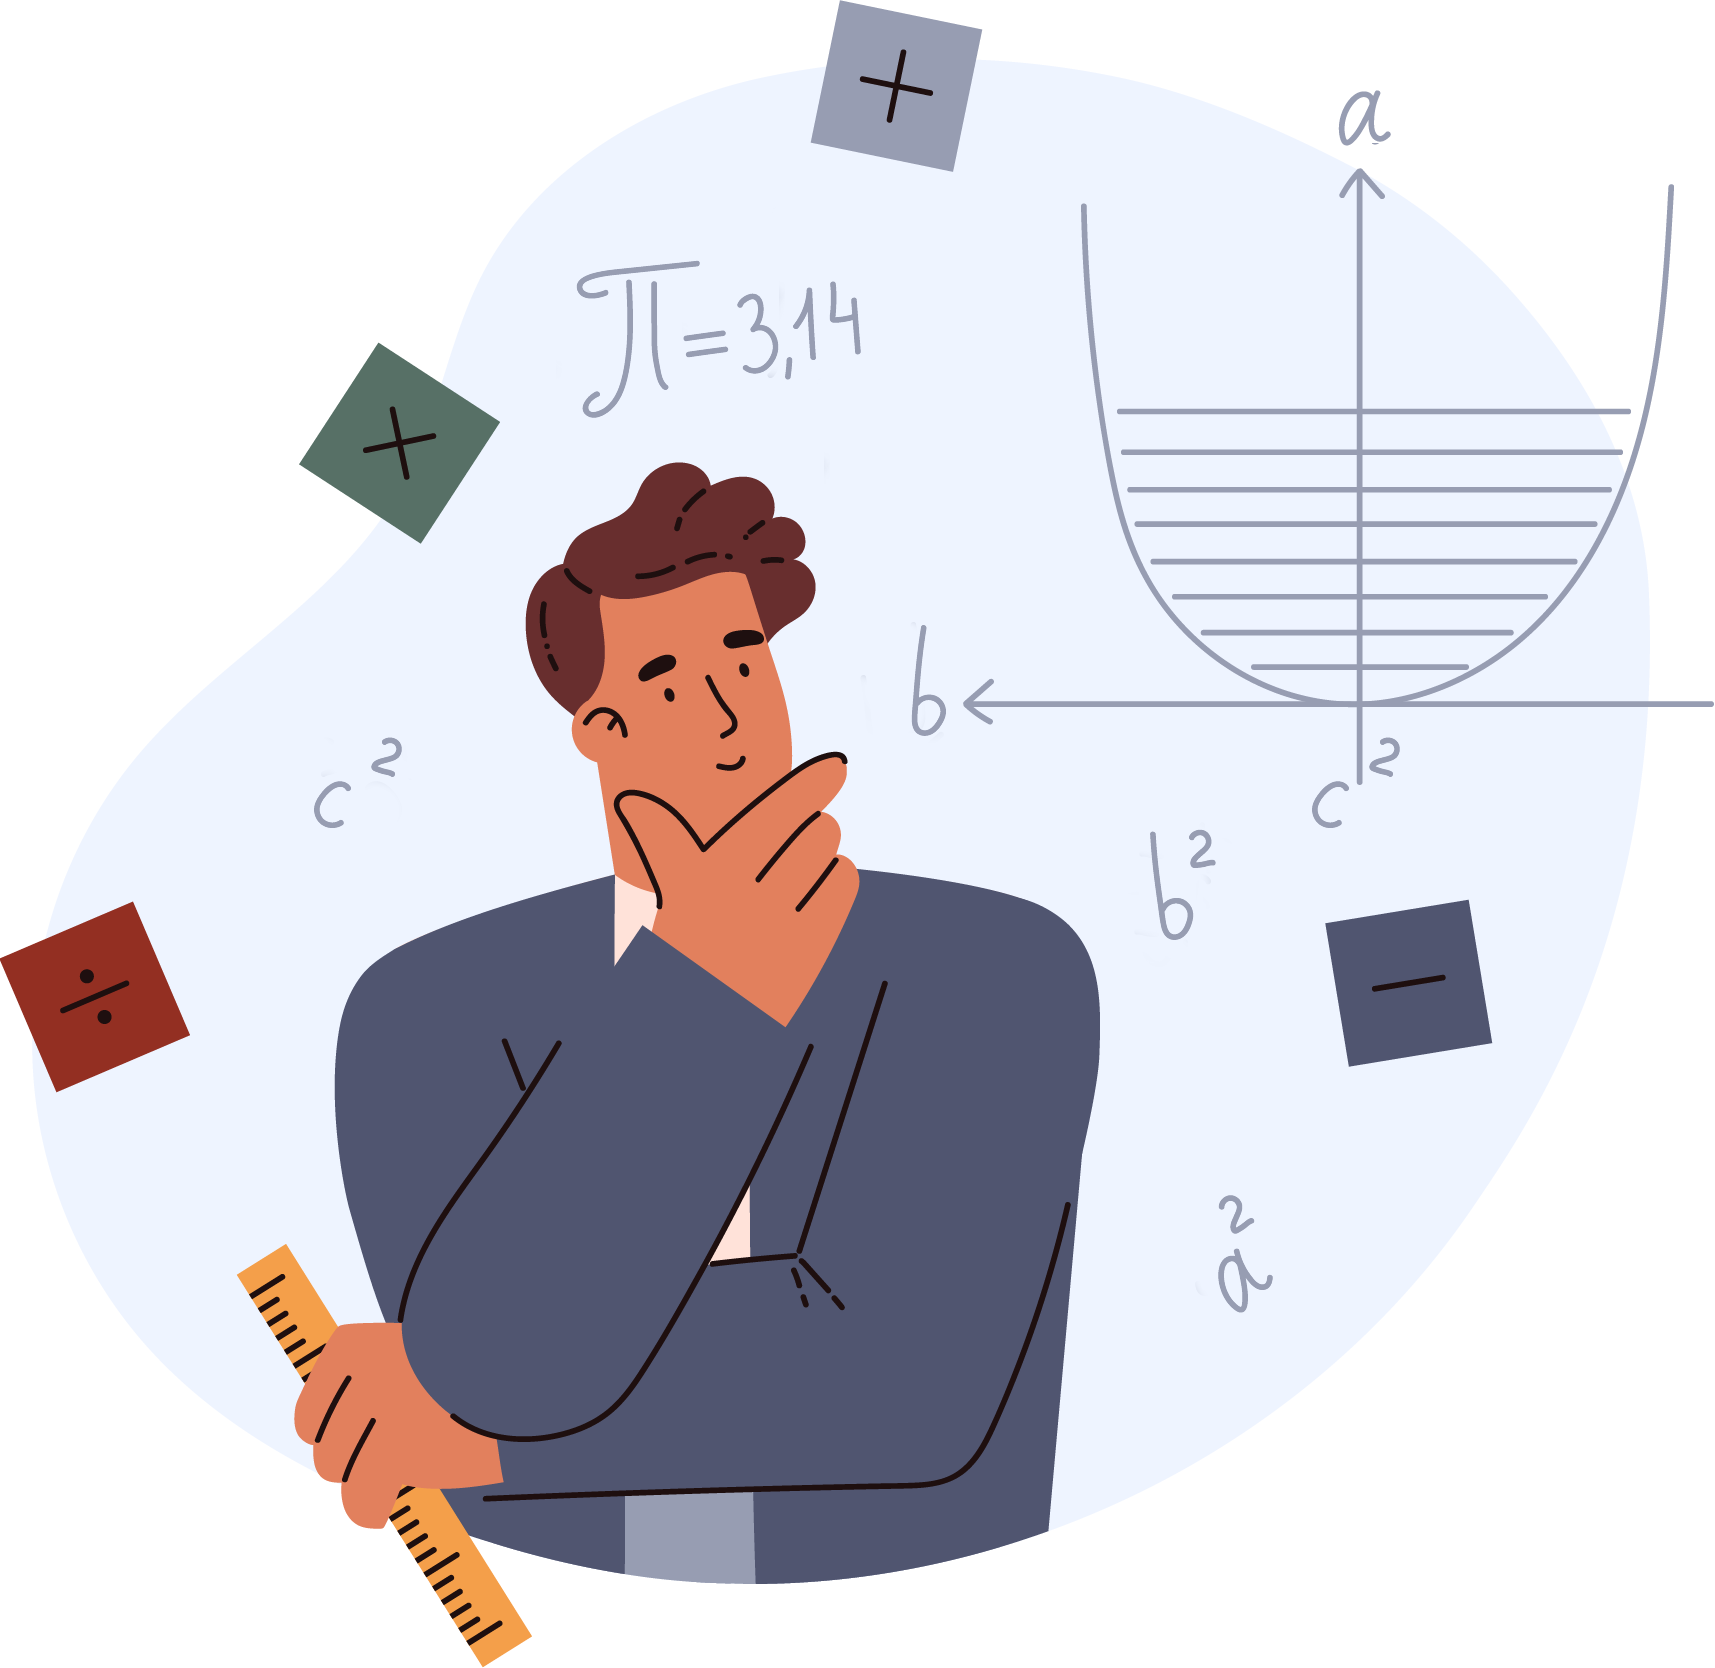 +
a
π=3,14
×
b
c²
c²
b²
÷
−
a²